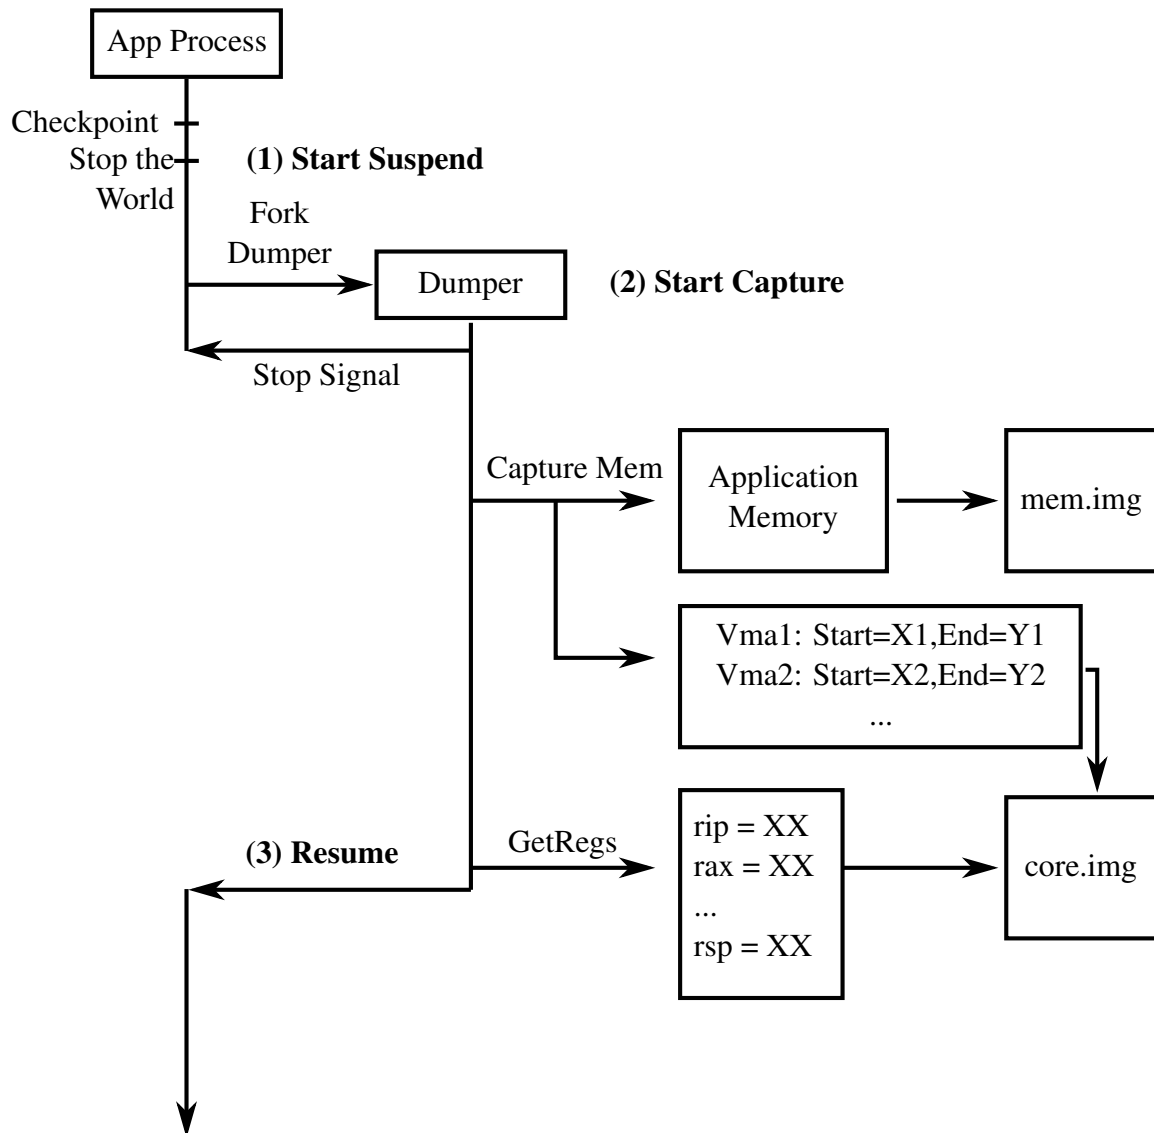 App Process
Checkpoint
Stop the
World
(1) Start Suspend
Fork
Dumper
Dumper
(2) Start Capture
Stop Signal
Capture Mem
Application
Memory
mem.img
Vma1: Start=X1,End=Y1
Vma2: Start=X2,End=Y2
...
(3) Resume
GetRegs
rip = XX
rax = XX
...
rsp = XX
core.img